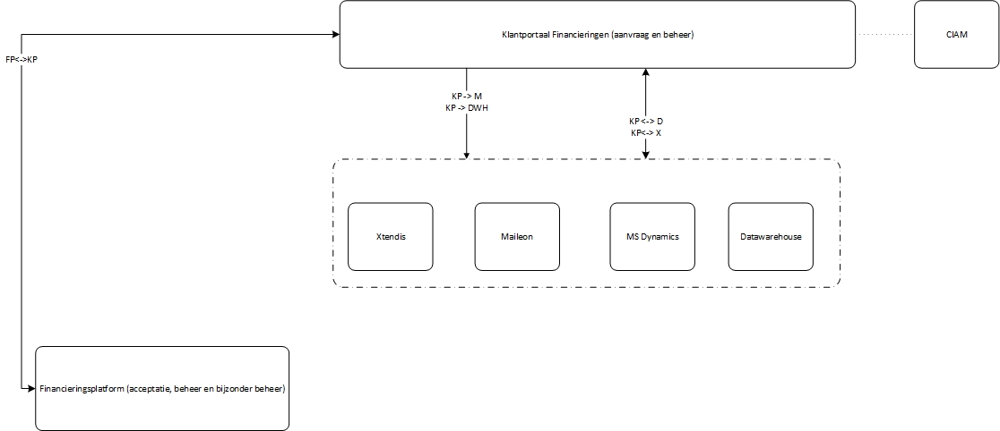 Klantportaal Financieringen (aanvraag en beheer)
CIAM
FP<->KP
KP -> M
KP -> DWH
KP <-> D
KP<-> X
Xtendis
Maileon
MS Dynamics
Datawarehouse
Financieringsplatform (acceptatie, beheer en bijzonder beheer)